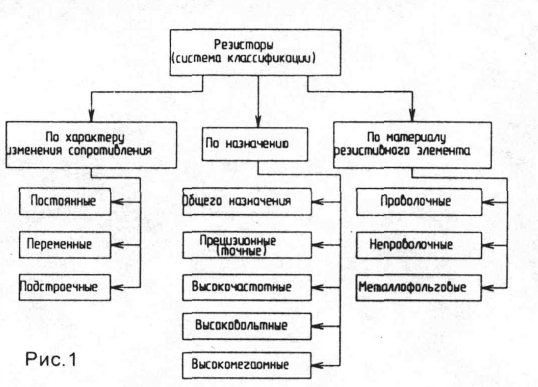 Резисторы
(система классификации)
По характеру
изменения сопротивления
Постоянные
Переменные
Подстроечные
По назначению
Общего назначения
Прецизионные
(точные)
Высокочастотные
Высоковольтные
Высокомегаомные
По материалу
резистивного элемента
Проволочные
Непроволочные
Металлофольговые
Рис.1